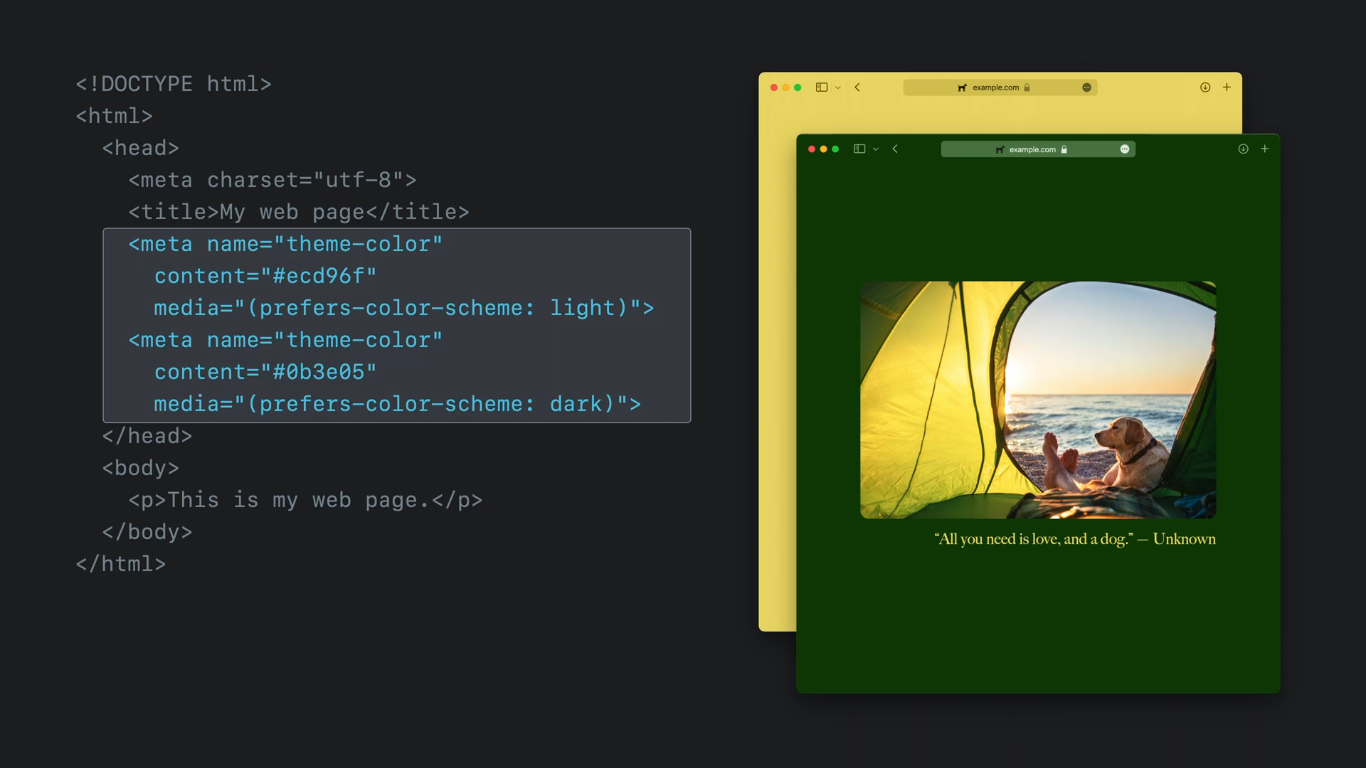 <!DOCTYPE html>
<html>
<head>
<meta charset="utf-8">
<title>My web page</title>
<meta name="theme-color"
content="#ecd96f"
media="(prefers-color-scheme: light)">
<meta name="theme-color"
content="#0b3e05"
media="(prefers-color-scheme: dark)">
</head>
<body>
<p>This is my web page.</p>
</body>
</html>
example.com
example.com
“All you need is love, and a dog.” — Unknown